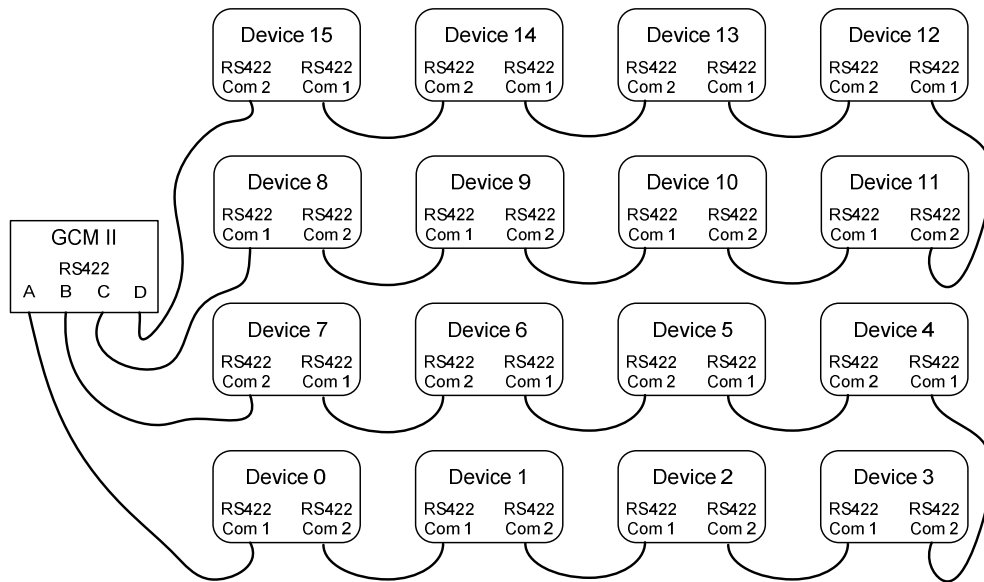 Device 15
RS422 RS422
Com 2 Com 1
Device 14
RS422 RS422
Com 2 Com 1
Device 13
RS422 RS422
Com 2 Com 1
Device 12
RS422 RS422
Com 2 Com 1
Device 8
RS422 RS422
Com 1 Com 2
Device 9
RS422 RS422
Com 1 Com 2
Device 10
RS422 RS422
Com 1 Com 2
Device 11
RS422 RS422
Com 1 Com 2
GCM II
RS422
A B C D
Device 7
RS422 RS422
Com 2 Com 1
Device 6
RS422 RS422
Com 2 Com 1
Device 5
RS422 RS422
Com 2 Com 1
Device 4
RS422 RS422
Com 2 Com 1
Device 0
RS422 RS422
Com 1 Com 2
Device 1
RS422 RS422
Com 1 Com 2
Device 2
RS422 RS422
Com 1 Com 2
Device 3
RS422 RS422
Com 1 Com 2